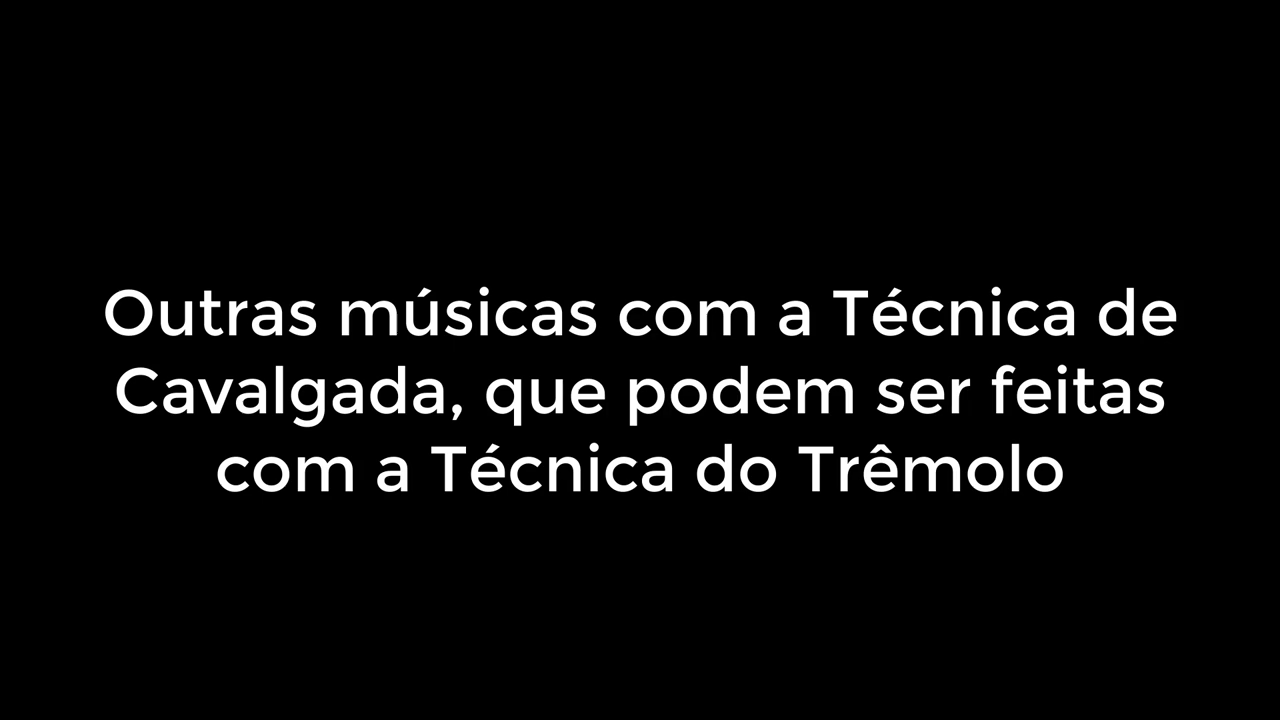 Outras músicas com a Técnica de
Cavalgada, que podem ser feitas
com a Técnica do Trêmolo